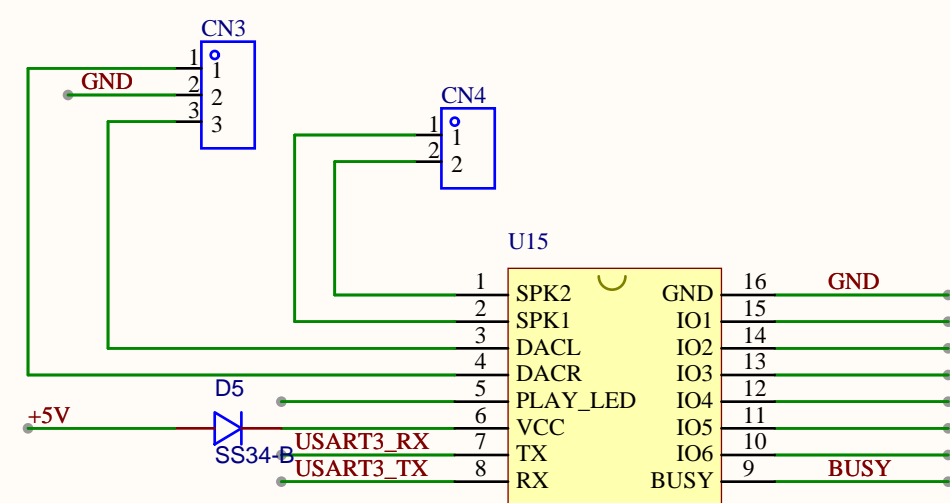 CN3
1 1
GND 2 2
3 3
CN4
1 1
2 2
U15
1 SPK2 GND 16 GND
2 SPK1 IO1 15
3 DACL IO2 14
4 DACR IO3 13
D5
5 PLAY_LED IO4 12
+5V 6 VCC IO5 11
SS34-B
USART3_RX 7 TX IO6 10
USART3_TX 8 RX BUSY 9 BUSY